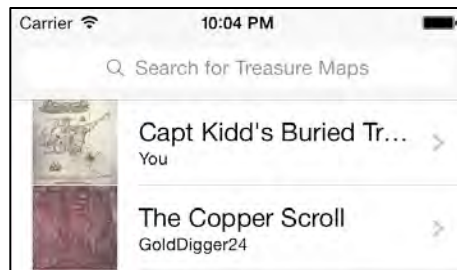 Carrier 10:04 PM
Search for Treasure Maps
Capt Kidd's Buried Tr...
You
The Copper Scroll
GoldDigger24